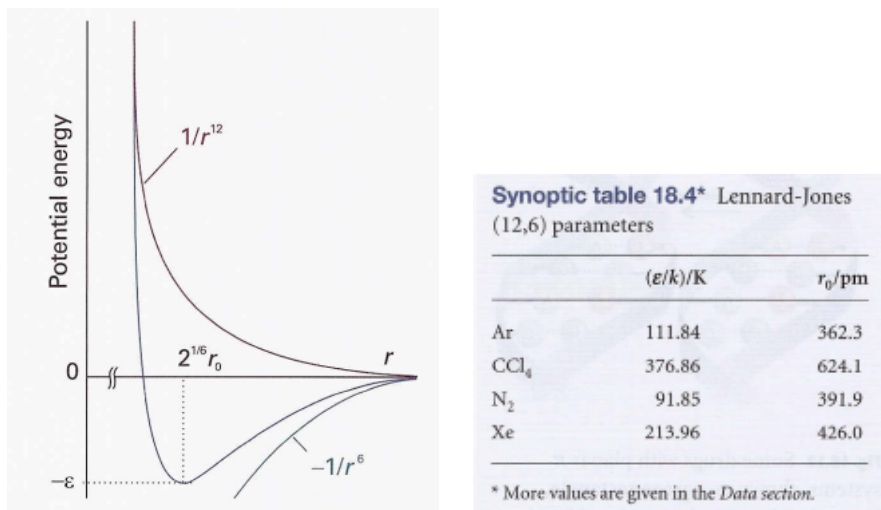 Potential energy
1/r¹²
2^1/6 r₀
r
0
−1/r⁶
−ε
Synoptic table 18.4* Lennard-Jones
(12,6) parameters
(ε/k)/K r₀/pm
Ar 111.84 362.3
CCl₄ 376.86 624.1
N₂ 91.85 391.9
Xe 213.96 426.0
* More values are given in the Data section.